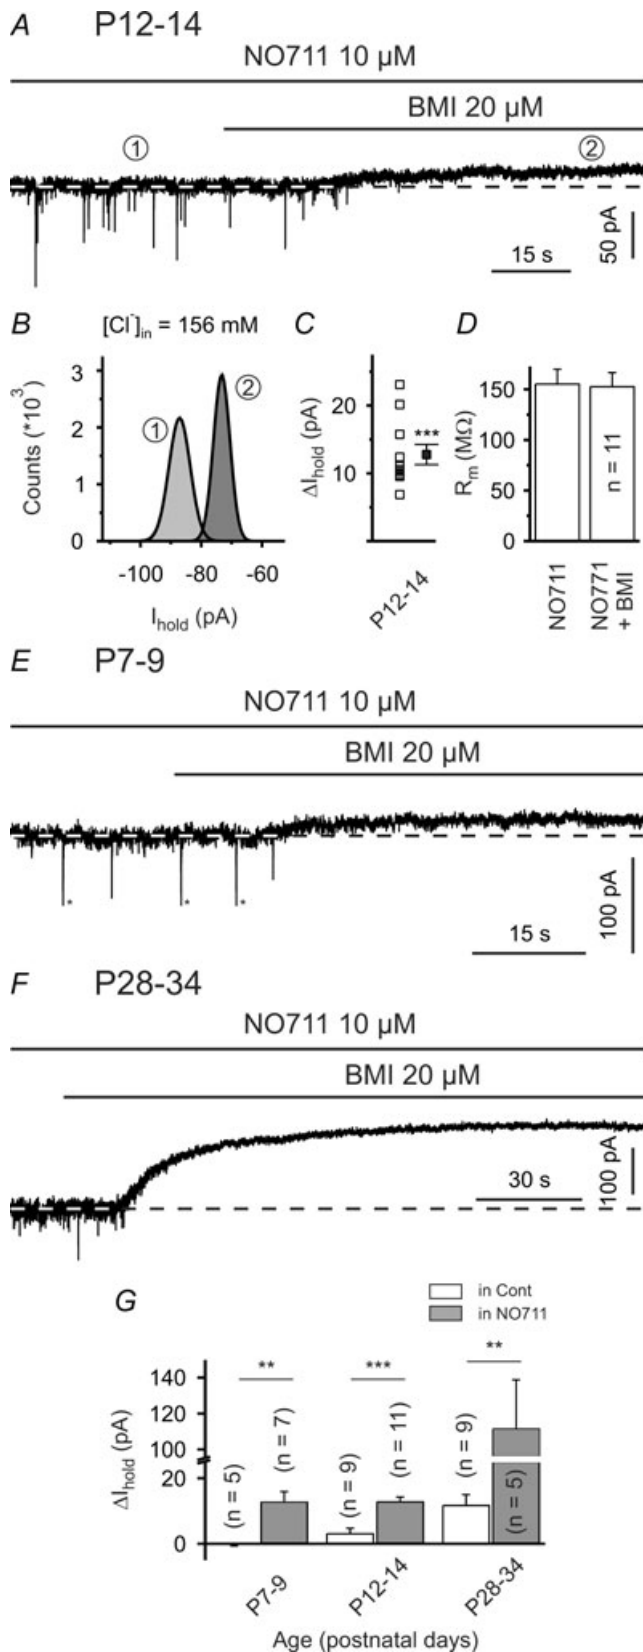 A P12-14
NO711 10 µM
BMI 20 µM
① ②
15 s
50 pA
B [Cl-]in = 156 mM
Counts (*10³)
3
2
1
0
① ②
-100 -80 -60
Ihold (pA)
C
ΔIhold (pA)
20
10
0
***
P12-14
D
Rm (MΩ)
150
100
50
0
n = 11
NO711
NO771
+ BMI
E P7-9
NO711 10 µM
BMI 20 µM
* * *
15 s
100 pA
F P28-34
NO711 10 µM
BMI 20 µM
30 s
100 pA
G
in Cont
in NO711
ΔIhold (pA)
140
100
20
0
** *** **
(n = 5) (n = 7) (n = 9) (n = 11) (n = 9) (n = 5)
P7-9 P12-14 P28-34
Age (postnatal days)